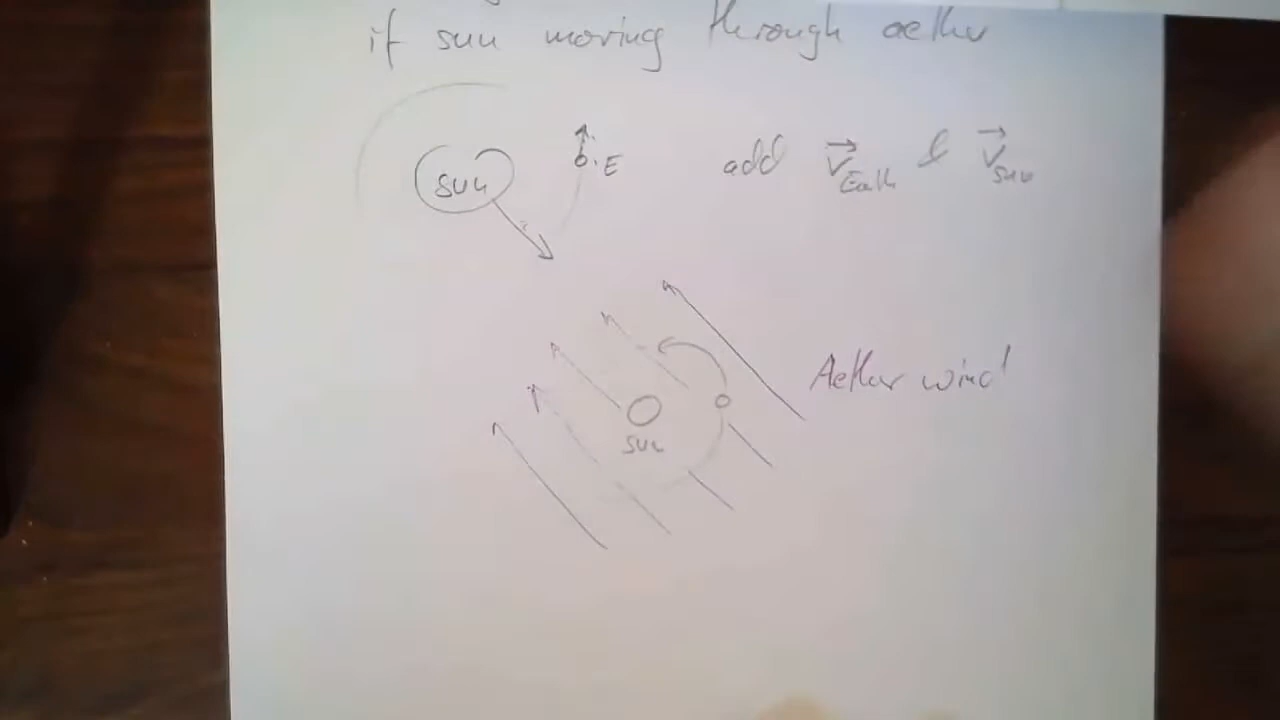 if sun moving through aether
sun
E
add v⃗Earth & v⃗sun
Aether wind
sun